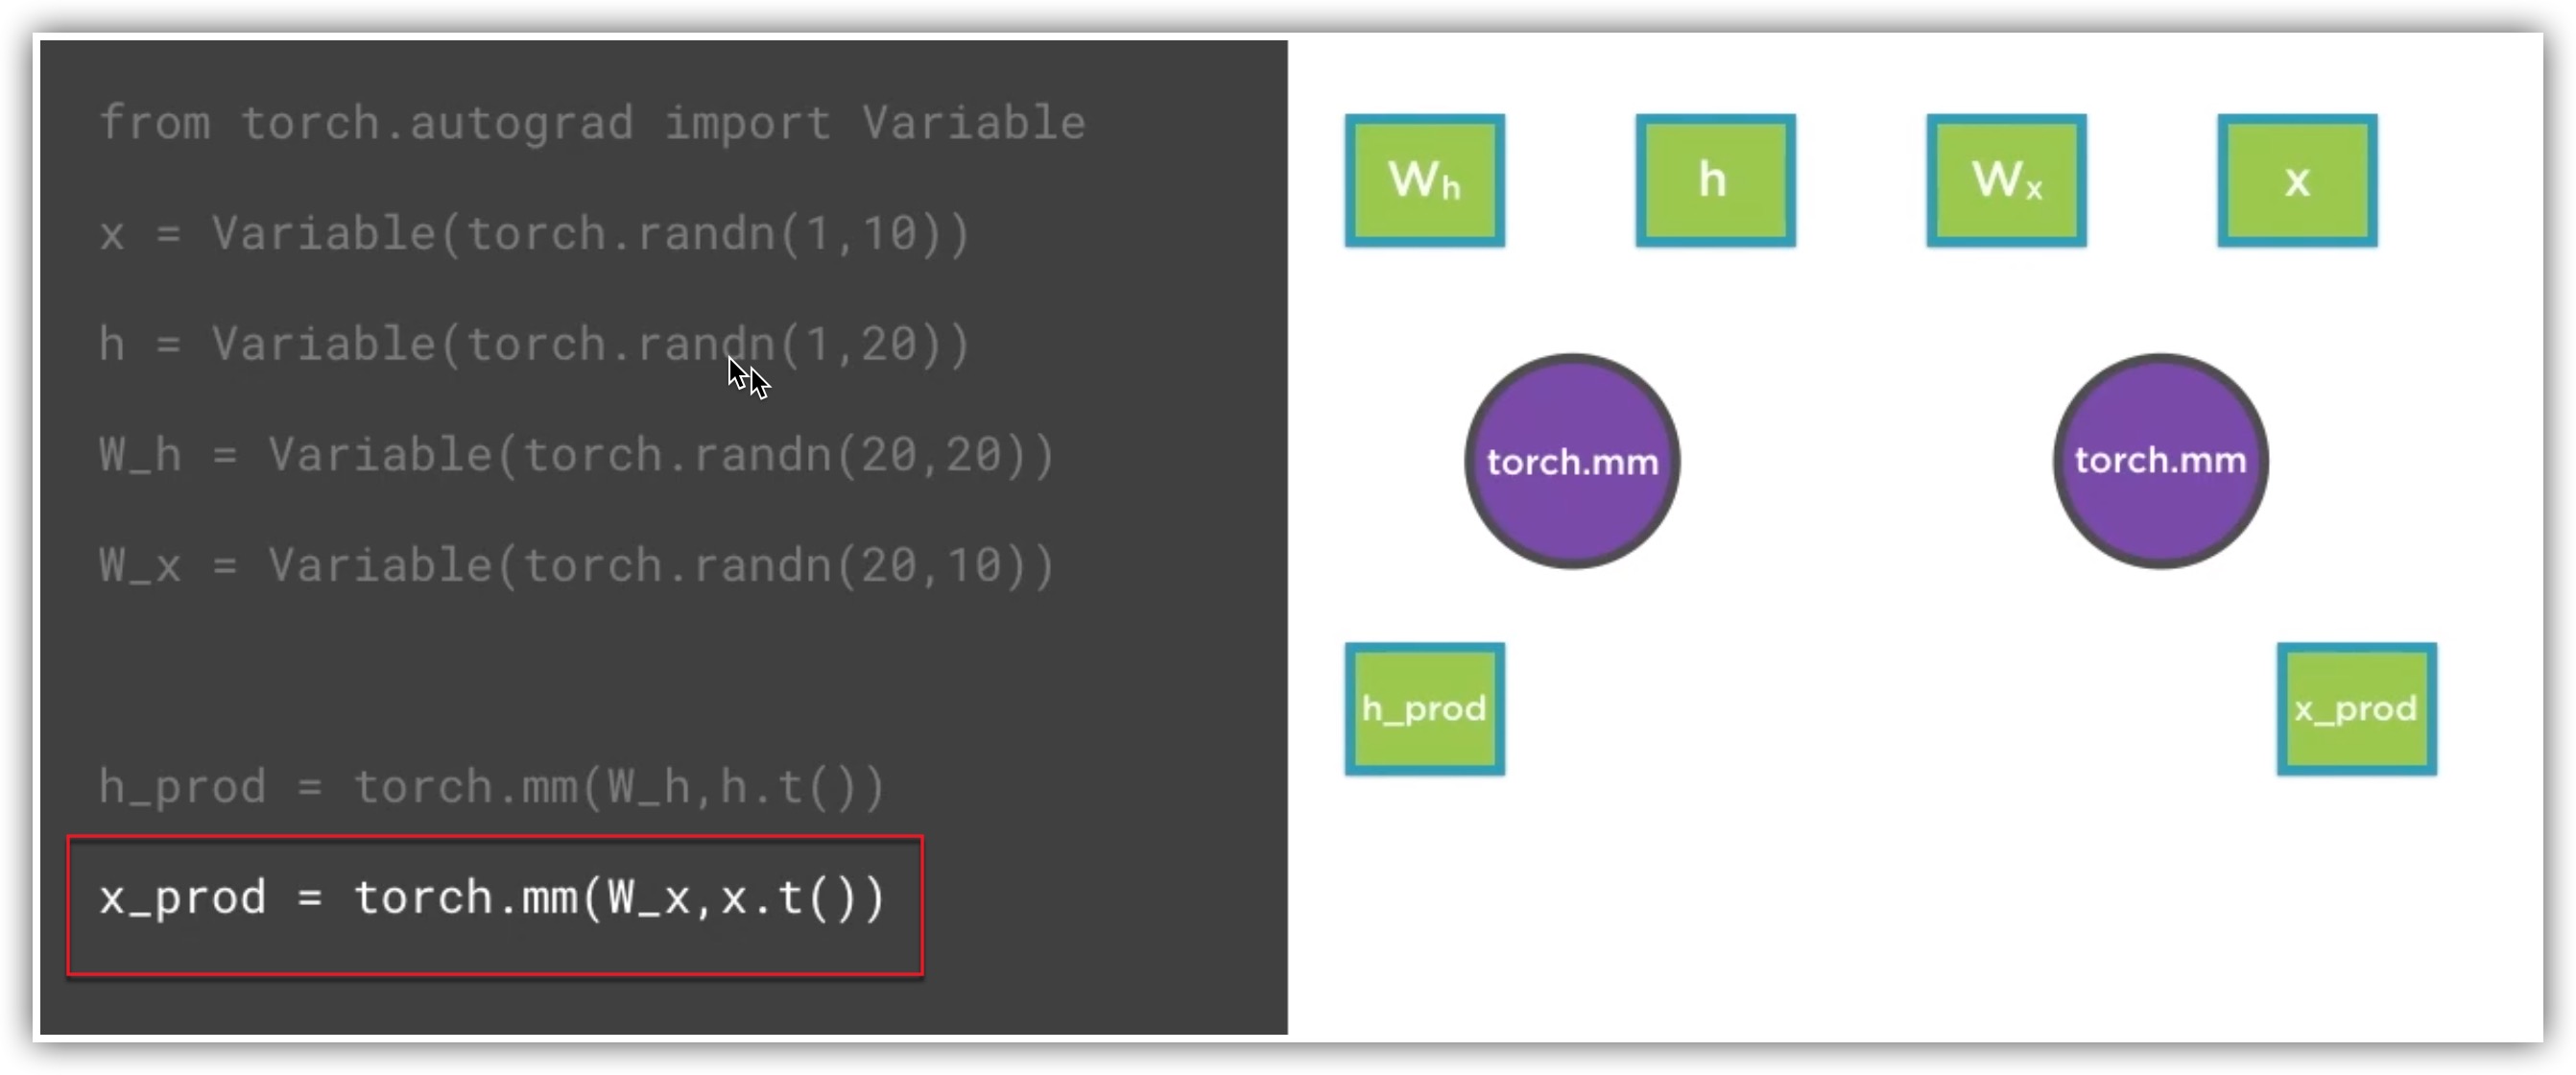 from torch.autograd import Variable
x = Variable(torch.randn(1,10))
h = Variable(torch.randn(1,20))
W_h = Variable(torch.randn(20,20))
W_x = Variable(torch.randn(20,10))
h_prod = torch.mm(W_h,h.t())
x_prod = torch.mm(W_x,x.t())
Wh
h
Wx
x
torch.mm
torch.mm
h_prod
x_prod